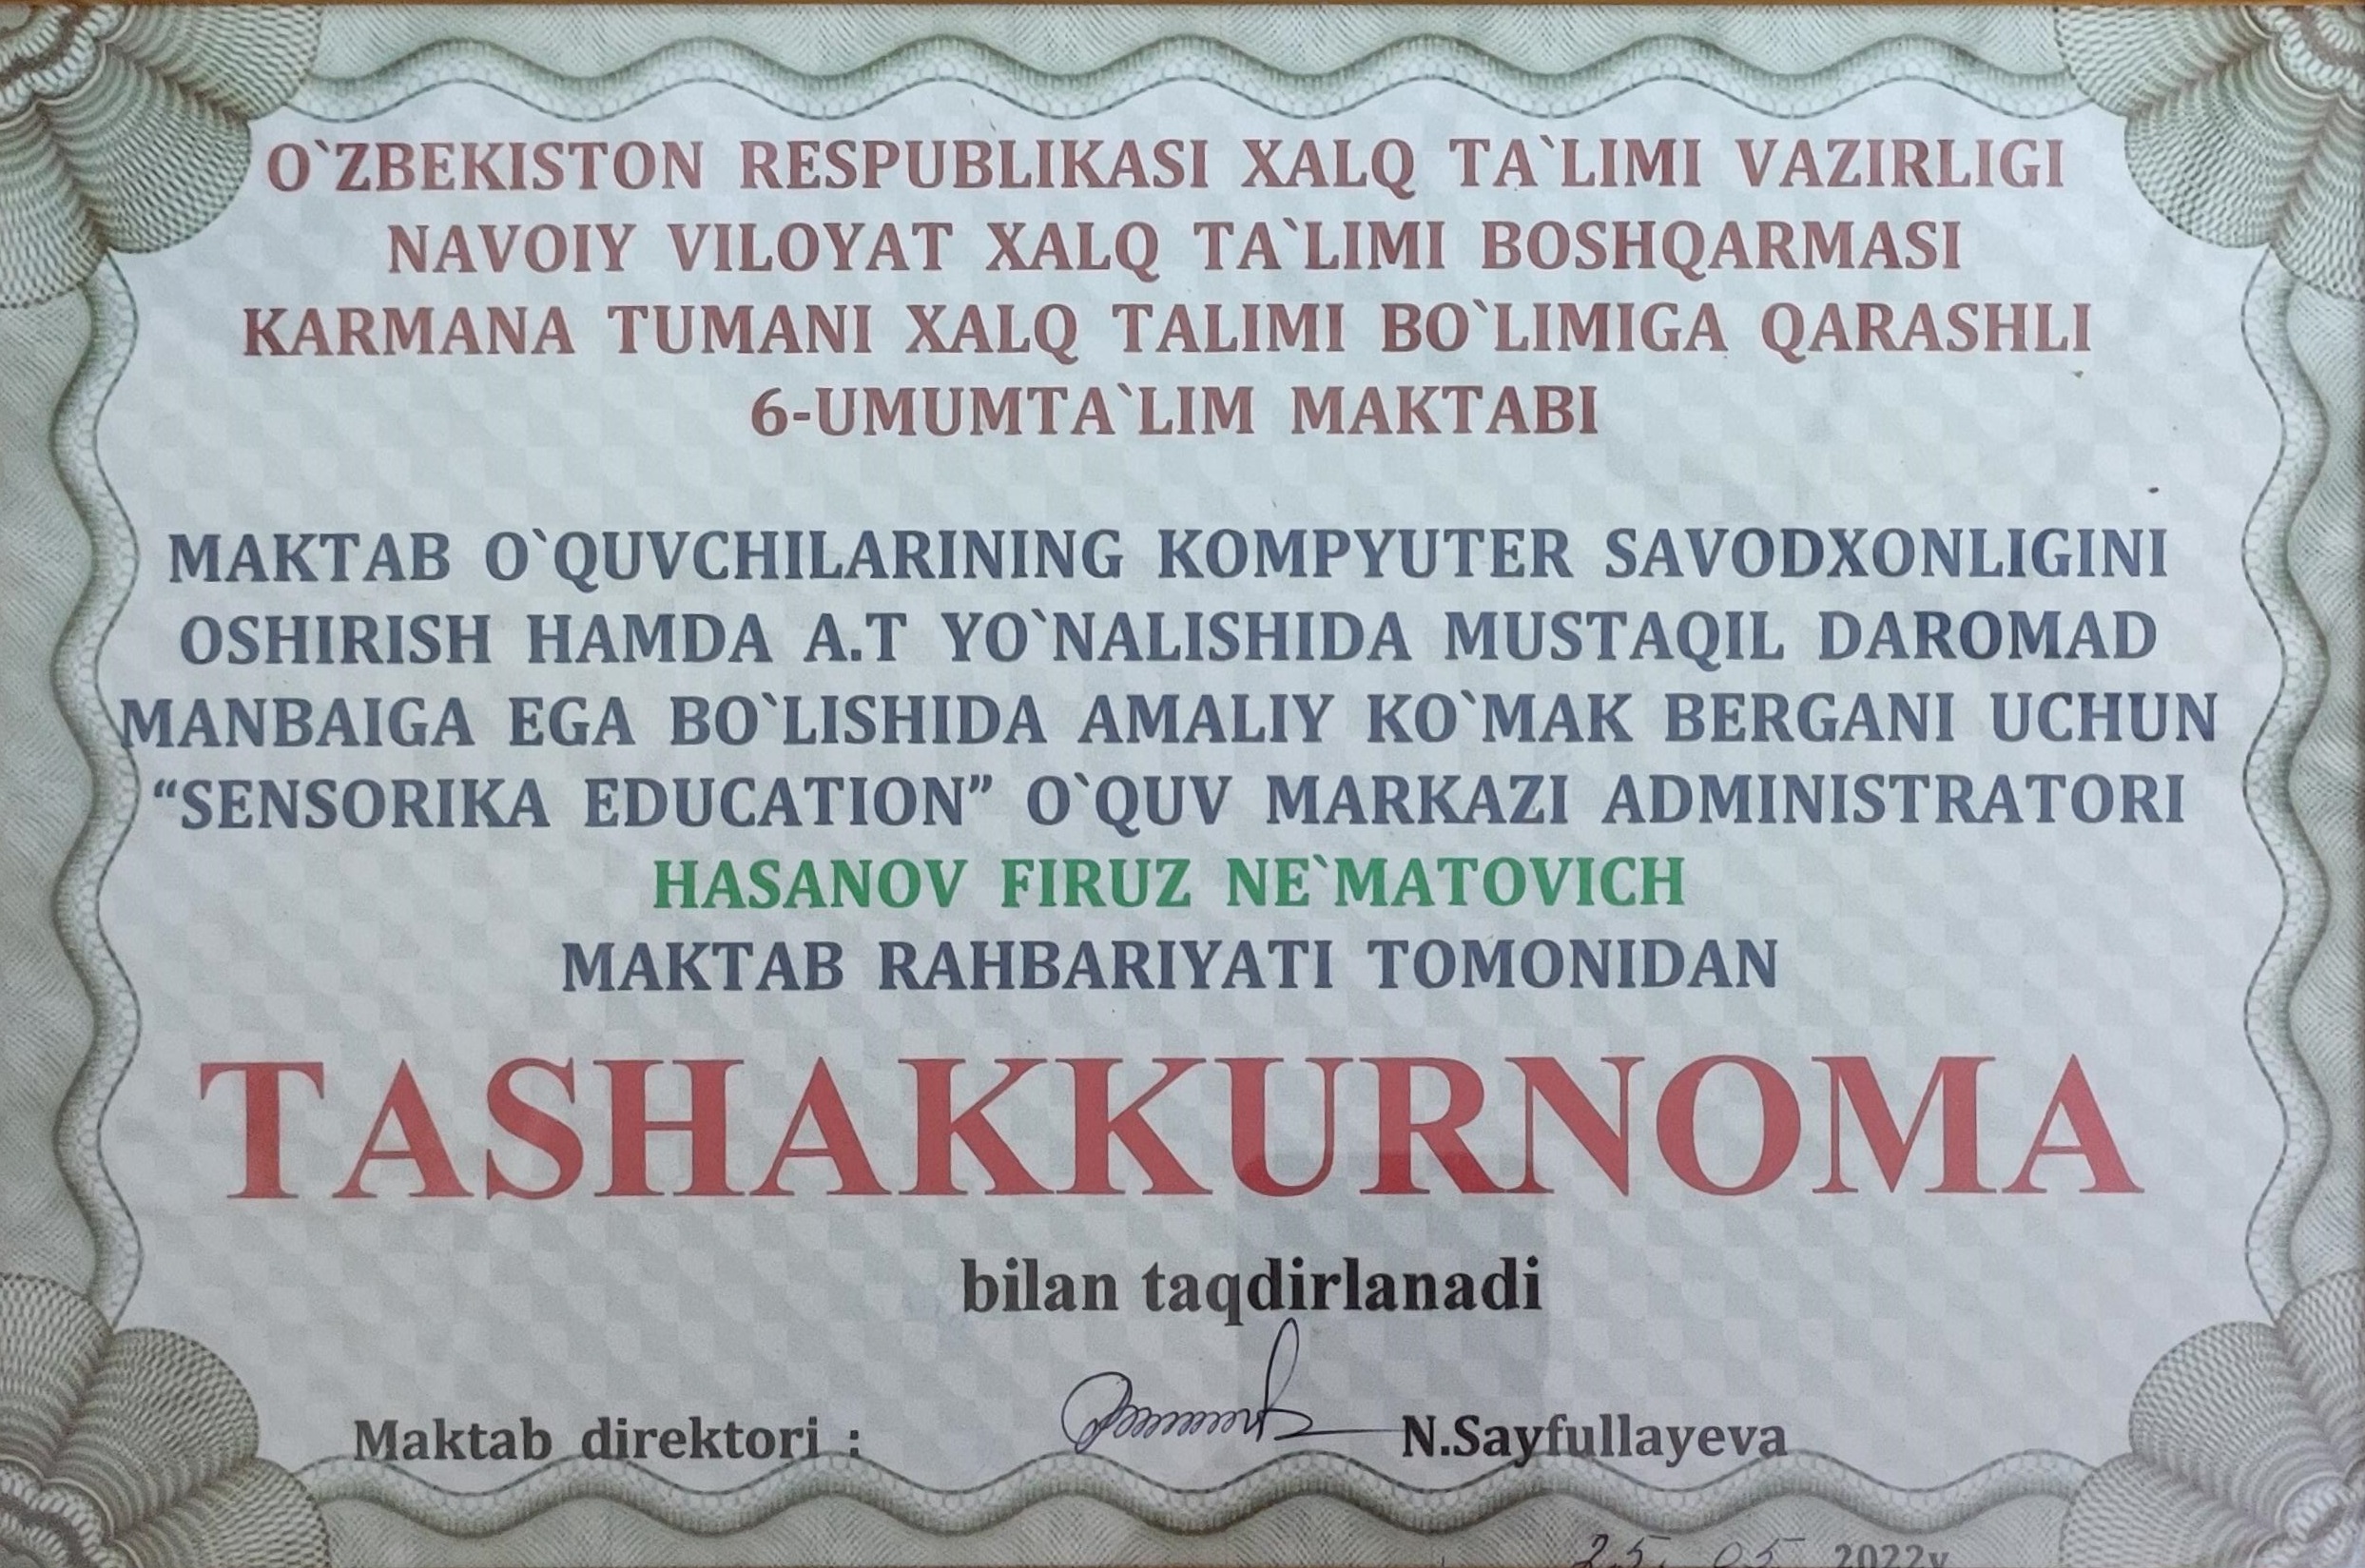 O`ZBEKISTON RESPUBLIKASI XALQ TA`LIMI VAZIRLIGI
NAVOIY VILOYAT XALQ TA`LIMI BOSHQARMASI
KARMANA TUMANI XALQ TALIMI BO`LIMIGA QARASHLI
6-UMUMTA`LIM MAKTABI
MAKTAB O`QUVCHILARINING KOMPYUTER SAVODXONLIGINI
OSHIRISH HAMDA A.T YO`NALISHIDA MUSTAQIL DAROMAD
MANBAIGA EGA BO`LISHIDA AMALIY KO`MAK BERGANI UCHUN
“SENSORIKA EDUCATION” O`QUV MARKAZI ADMINISTRATORI
HASANOV FIRUZ NE`MATOVICH
MAKTAB RAHBARIYATI TOMONIDAN
TASHAKKURNOMA
bilan taqdirlanadi
Maktab direktori : N.Sayfullayeva
25. 05 2022y